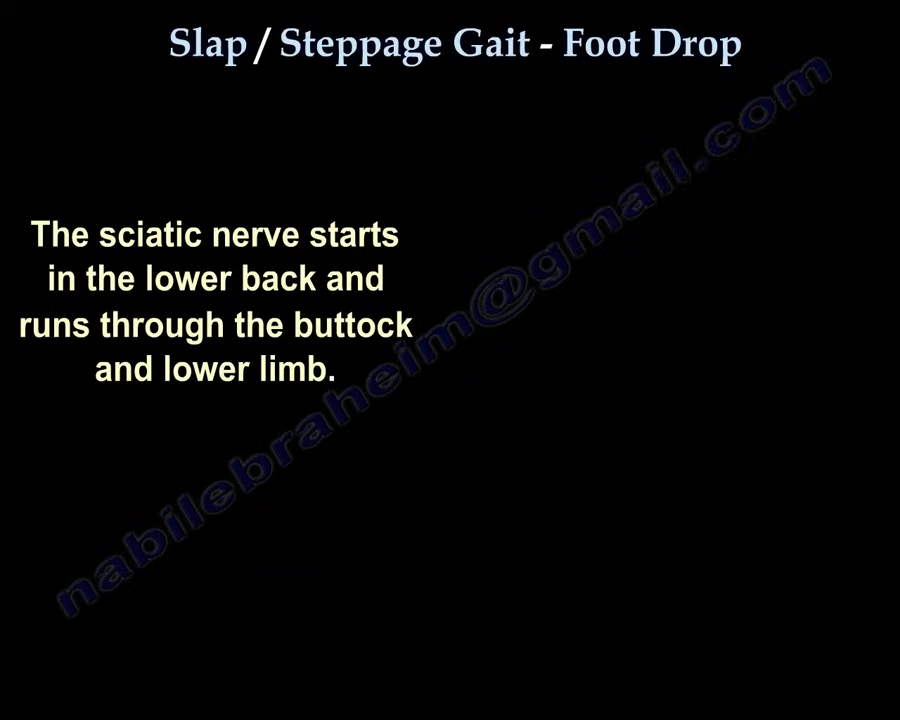 Slap / Steppage Gait - Foot Drop
The sciatic nerve starts
in the lower back and
runs through the buttock
and lower limb.
nabilebraheim@gmail.com